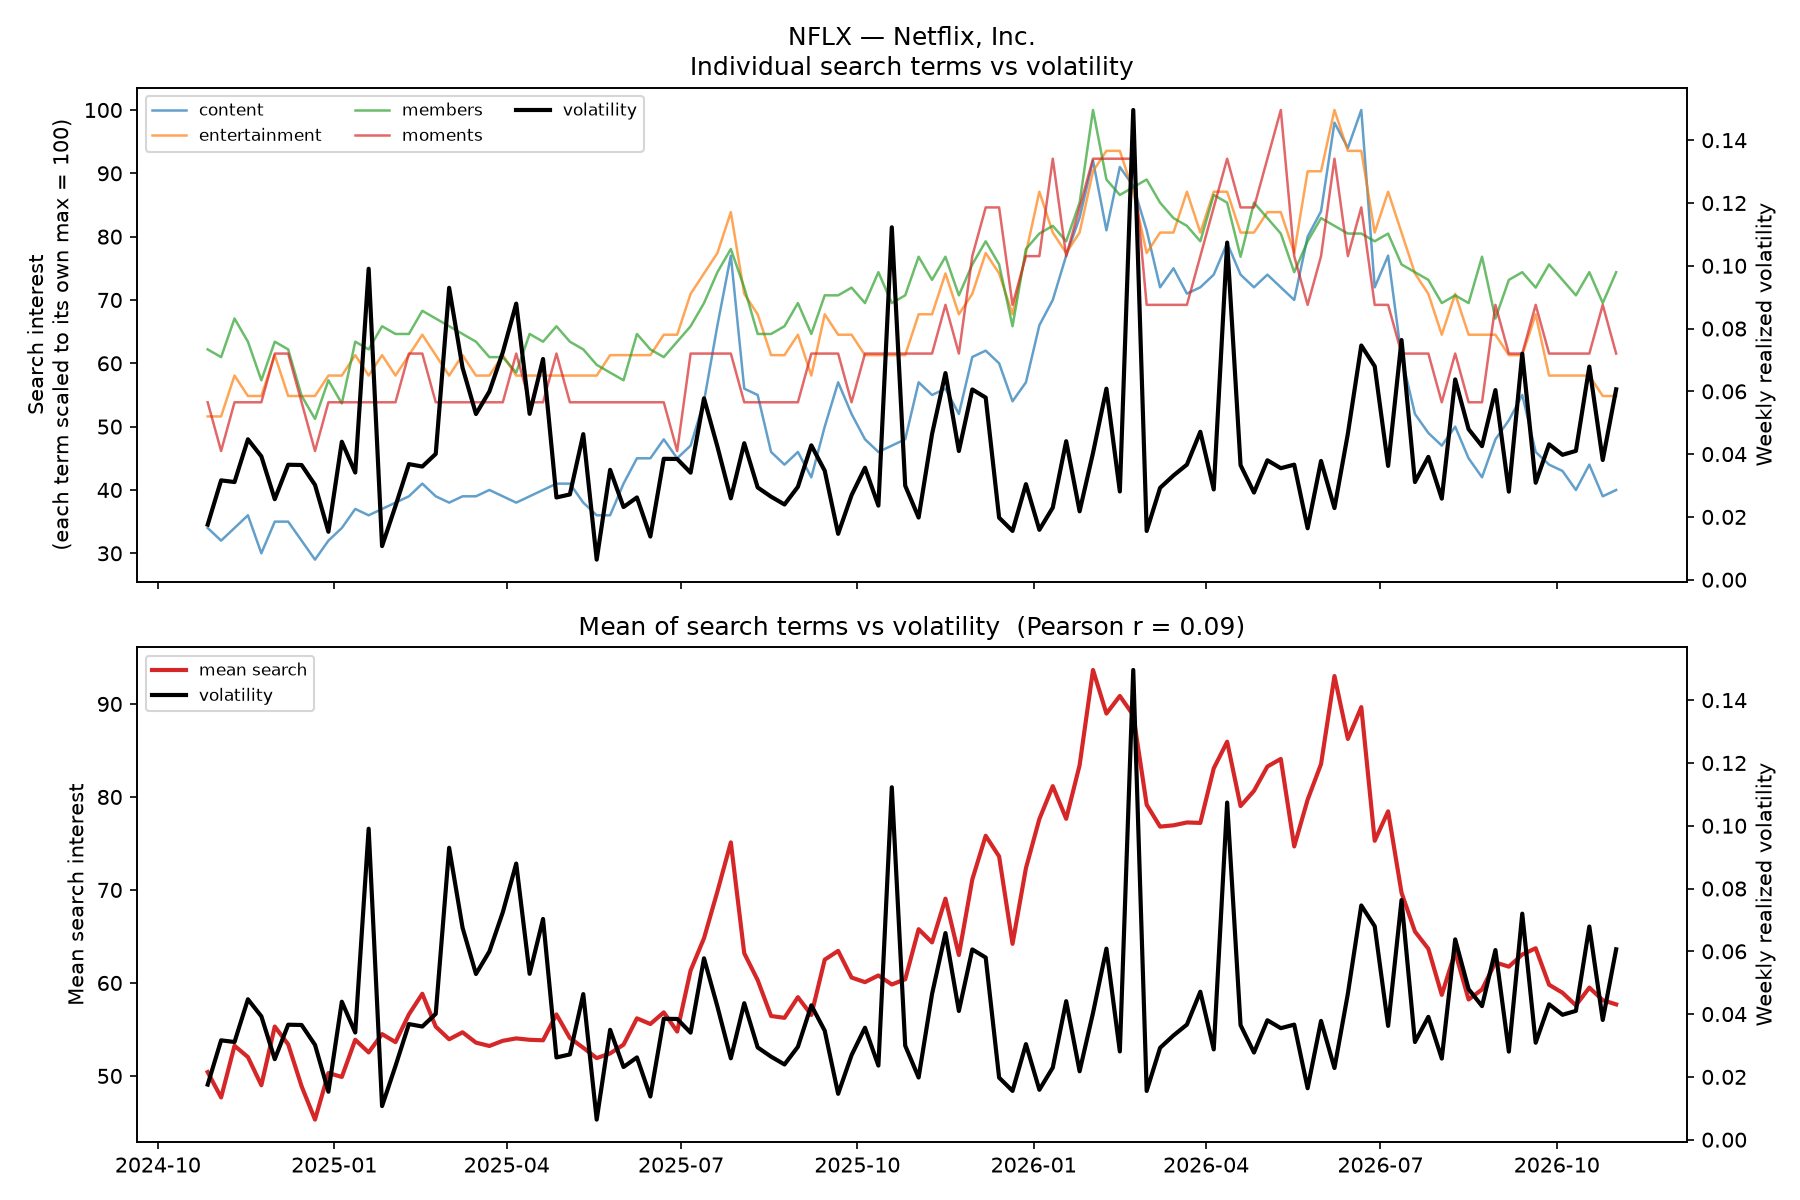 NFLX — Netflix, Inc.
Individual search terms vs volatility
content
entertainment
members
moments
volatility
Search interest
(each term scaled to its own max = 100)
100
90
80
70
60
50
40
30
0.14
0.12
0.10
0.08
0.06
0.04
0.02
0.00
Weekly realized volatility
Mean of search terms vs volatility (Pearson r = 0.09)
mean search
volatility
Mean search interest
90
80
70
60
50
0.14
0.12
0.10
0.08
0.06
0.04
0.02
0.00
Weekly realized volatility
2024-10 2025-01 2025-04 2025-07 2025-10 2026-01 2026-04 2026-07 2026-10